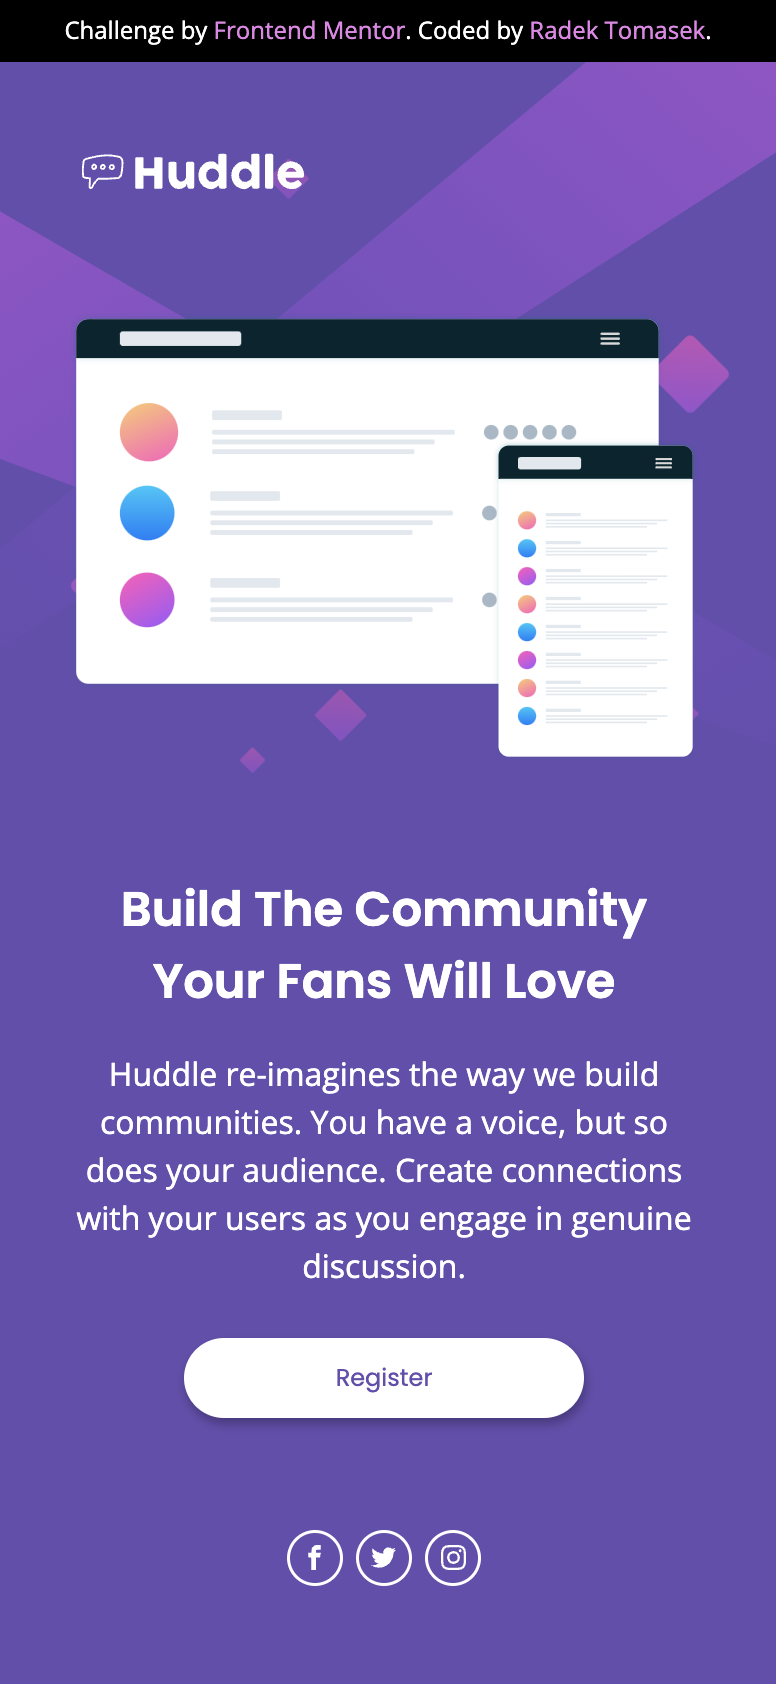 Challenge by Frontend Mentor. Coded by Radek Tomasek.
Huddle
Build The Community
Your Fans Will Love
Huddle re-imagines the way we build
communities. You have a voice, but so
does your audience. Create connections
with your users as you engage in genuine
discussion.
Register